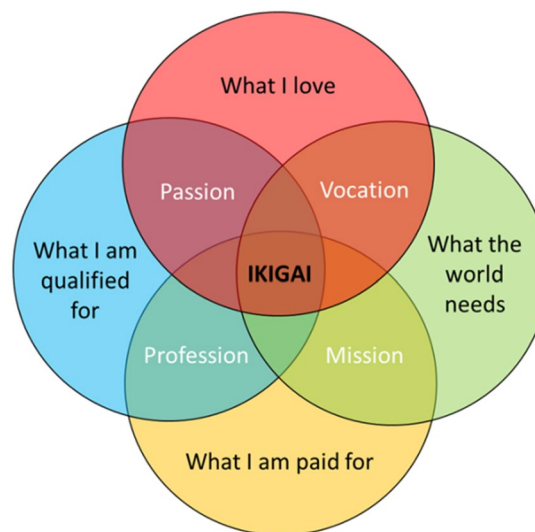 What I love
Passion
Vocation
What I am
qualified
for
IKIGAI
What the
world
needs
Profession
Mission
What I am paid for